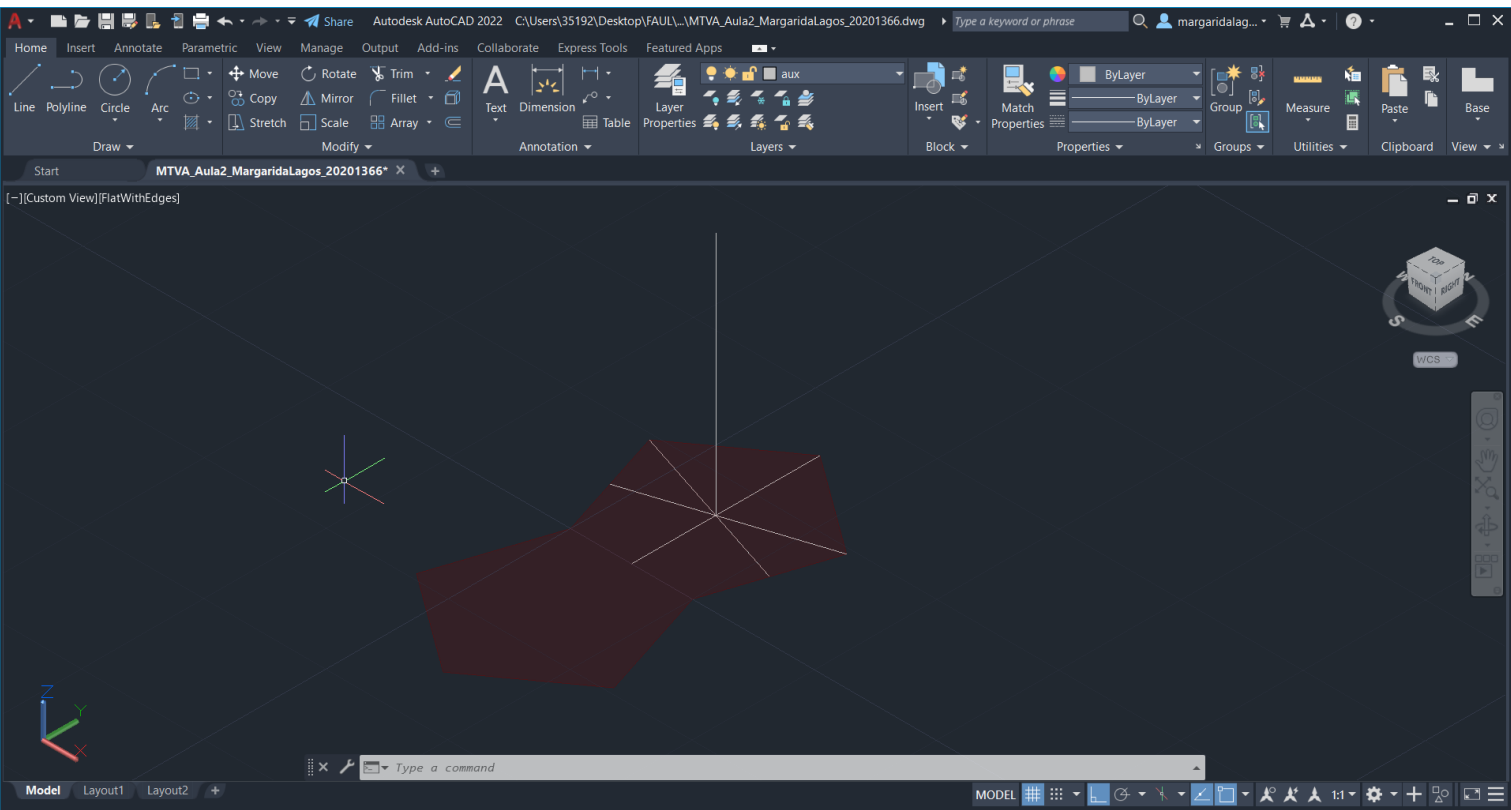 A Share Autodesk AutoCAD 2022 C:\Users\35192\Desktop\FAUL\...\MTVA_Aula2_MargaridaLagos_20201366.dwg Type a keyword or phrase margaridalag...
Home Insert Annotate Parametric View Manage Output Add-ins Collaborate Express Tools Featured Apps
Line Polyline Circle Arc
Move Rotate Trim
Copy Mirror Fillet
Stretch Scale Array
Text Dimension Table
Layer Properties aux
Insert
Match Properties ByLayer
ByLayer
ByLayer
Group Measure Paste Base
Draw Modify Annotation Layers Block Properties Groups Utilities Clipboard View
Start MTVA_Aula2_MargaridaLagos_20201366*
[−][Custom View][FlatWithEdges]
TOP
W N
FRONT RIGHT
S E
WCS
Z
Y
X
Type a command
Model Layout1 Layout2 + MODEL 1:1